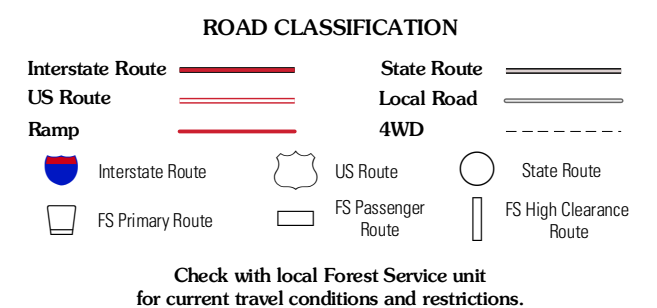 ROAD CLASSIFICATION
Interstate Route
State Route
US Route
Local Road
Ramp
4WD
Interstate Route
US Route
State Route
FS Primary Route
FS Passenger
Route
FS High Clearance
Route
Check with local Forest Service unit
for current travel conditions and restrictions.